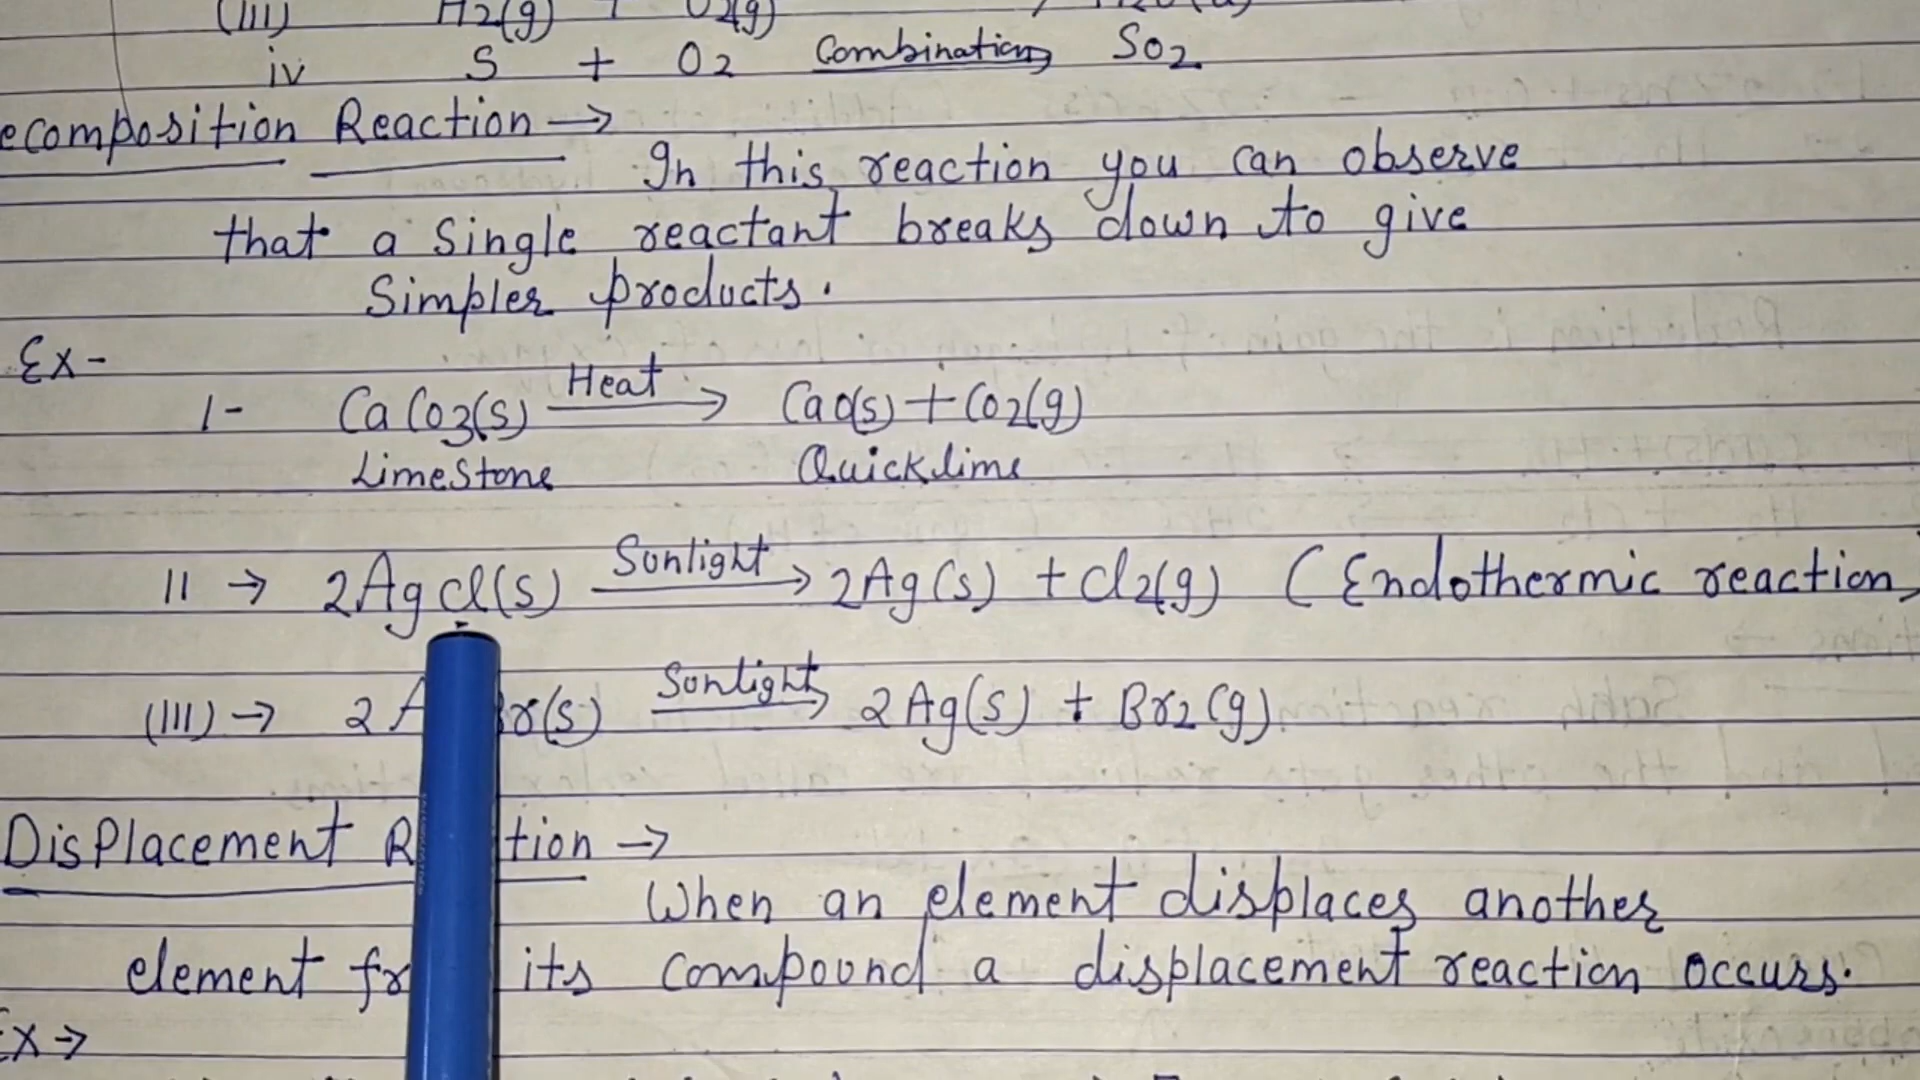 (III) H2(g) + O2(g)
iv S + O2 Combination SO2
ecomposition Reaction →
In this reaction you can observe
that a Single reactant breaks down to give
Simpler products.
Ex-
1- CaCO3(s) Heat → CaO(s) + CO2(g)
LimeStone Quicklime
II → 2AgCl(s) Sunlight → 2Ag(s) + Cl2(g) (Endothermic reaction
(III) → 2 A r(s) Sunlight → 2Ag(s) + Br2(g)
DisPlacement R tion →
When an element displaces another
element fr its compound a displacement reaction occurs.
Ex →